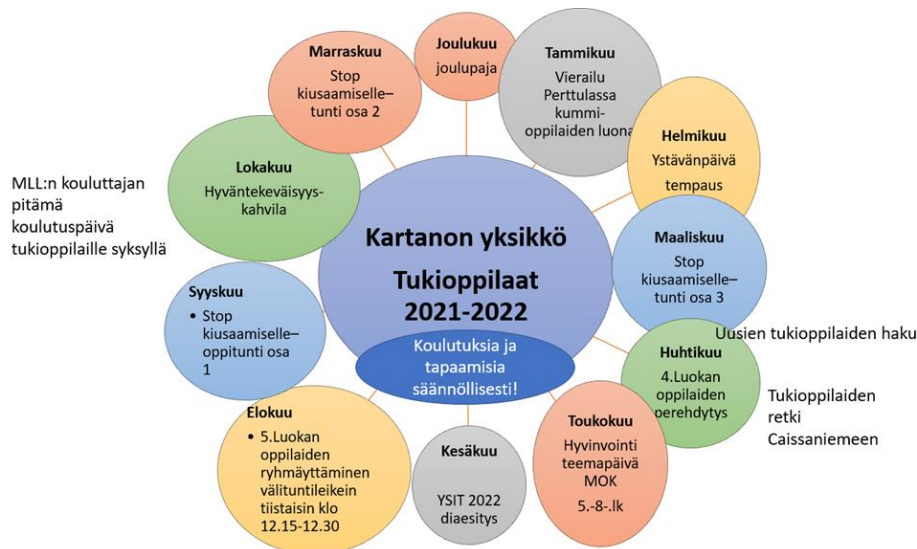 Marraskuu
Stop
kiusaamiselle–
tunti osa 2
Joulukuu
joulupaja
Tammikuu
Vierailu
Perttulassa
kummi-
oppilaiden luona
Helmikuu
Ystävänpäivä
tempaus
Lokakuu
Hyväntekeväisyys-
kahvila
MLL:n kouluttajan
pitämä
koulutuspäivä
tukioppilaille syksyllä
Kartanon yksikkö
Tukioppilaat
2021-2022
Koulutuksia ja
tapaamisia
säännöllisesti!
Maaliskuu
Stop
kiusaamiselle–
tunti osa 3
Syyskuu
• Stop
kiusaamiselle–
oppitunti osa
1
Uusien tukioppilaiden haku
Huhtikuu
4.Luokan
oppilaiden
perehdytys
Tukioppilaiden
retki
Caissaniemeen
Elokuu
• 5.Luokan
oppilaiden
ryhmäyttäminen
välituntileikein
tiistaisin klo
12.15-12.30
Kesäkuu
YSIT 2022
diaesitys
Toukokuu
Hyvinvointi
teemapäivä
MOK
5.-8-.lk